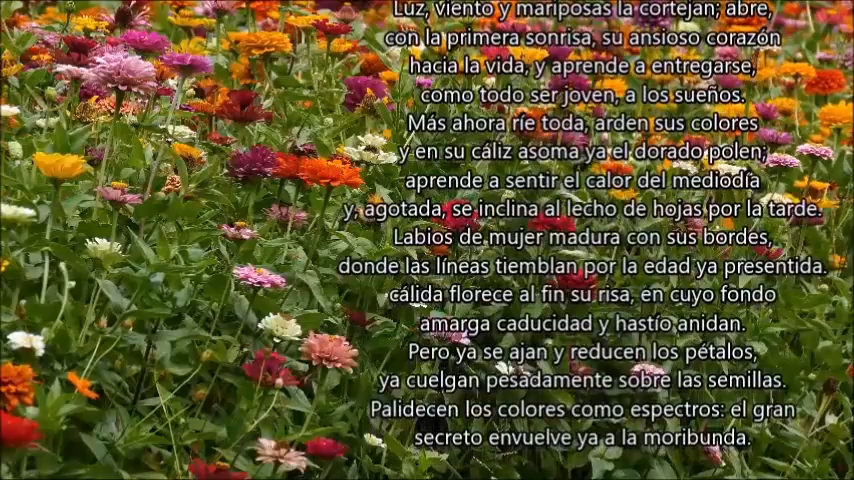 Luz, viento y mariposas la cortejan; abre,
con la primera sonrisa, su ansioso corazón
hacia la vida, y aprende a entregarse,
como todo ser joven, a los sueños.
Más ahora ríe toda, arden sus colores
y en su cáliz asoma ya el dorado polen;
aprende a sentir el calor del mediodía
y, agotada, se inclina al lecho de hojas por la tarde.
Labios de mujer madura con sus bordes,
donde las líneas tiemblan por la edad ya presentida.
cálida florece al fin su risa, en cuyo fondo
amarga caducidad y hastío anidan.
Pero ya se ajan y reducen los pétalos,
ya cuelgan pesadamente sobre las semillas.
Palidecen los colores como espectros: el gran
secreto envuelve ya a la moribunda.